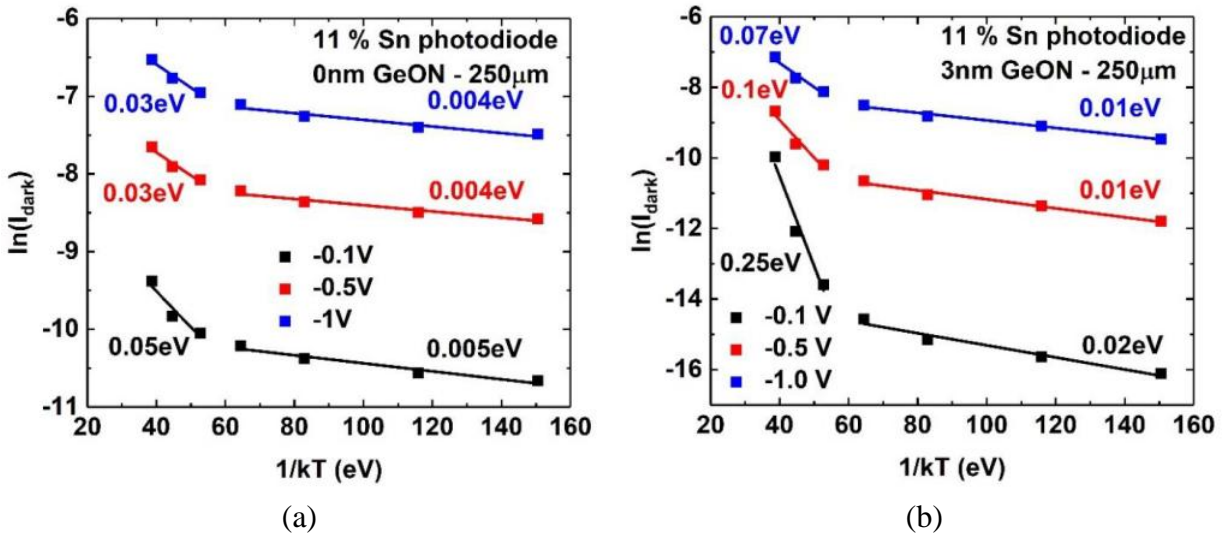 -6
11 % Sn photodiode
0nm GeON - 250μm
-7
0.03eV
0.004eV
-8
0.03eV
0.004eV
ln(I_dark)
-9
-0.1V
-0.5V
-1V
-10
0.05eV
0.005eV
-11
20 40 60 80 100 120 140 160
1/kT (eV)
(a)
-6
11 % Sn photodiode
3nm GeON - 250μm
0.07eV
-8
0.1eV
0.01eV
-10
0.01eV
ln(I_dark)
-12
0.25eV
-14
-0.1 V
-0.5 V
-1.0 V
0.02eV
-16
20 40 60 80 100 120 140 160
1/kT (eV)
(b)